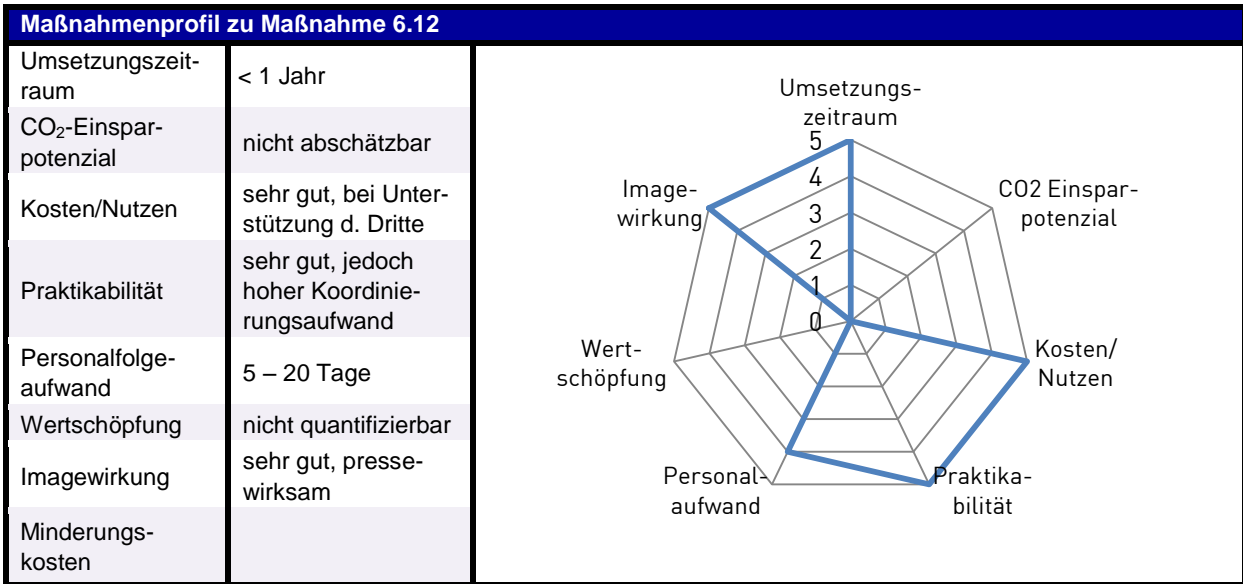 Maßnahmenprofil zu Maßnahme 6.12
Umsetzungszeit-
raum
< 1 Jahr
CO₂-Einspar-
potenzial
nicht abschätzbar
Kosten/Nutzen
sehr gut, bei Unter-
stützung d. Dritte
Praktikabilität
sehr gut, jedoch
hoher Koordinie-
rungsaufwand
Personalfolge-
aufwand
5 – 20 Tage
Wertschöpfung
nicht quantifizierbar
Imagewirkung
sehr gut, presse-
wirksam
Minderungs-
kosten
Umsetzungs-
zeitraum
CO2 Einspar-
potenzial
Kosten/
Nutzen
Praktika-
bilität
Personal-
aufwand
Wert-
schöpfung
Image-
wirkung
5
4
3
2
1
0